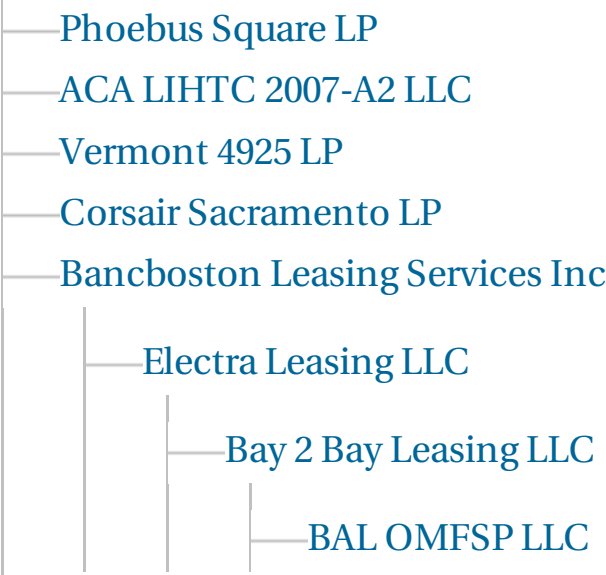 Phoebus Square LP
ACA LIHTC 2007-A2 LLC
Vermont 4925 LP
Corsair Sacramento LP
Bancboston Leasing Services Inc
Electra Leasing LLC
Bay 2 Bay Leasing LLC
BAL OMFSP LLC